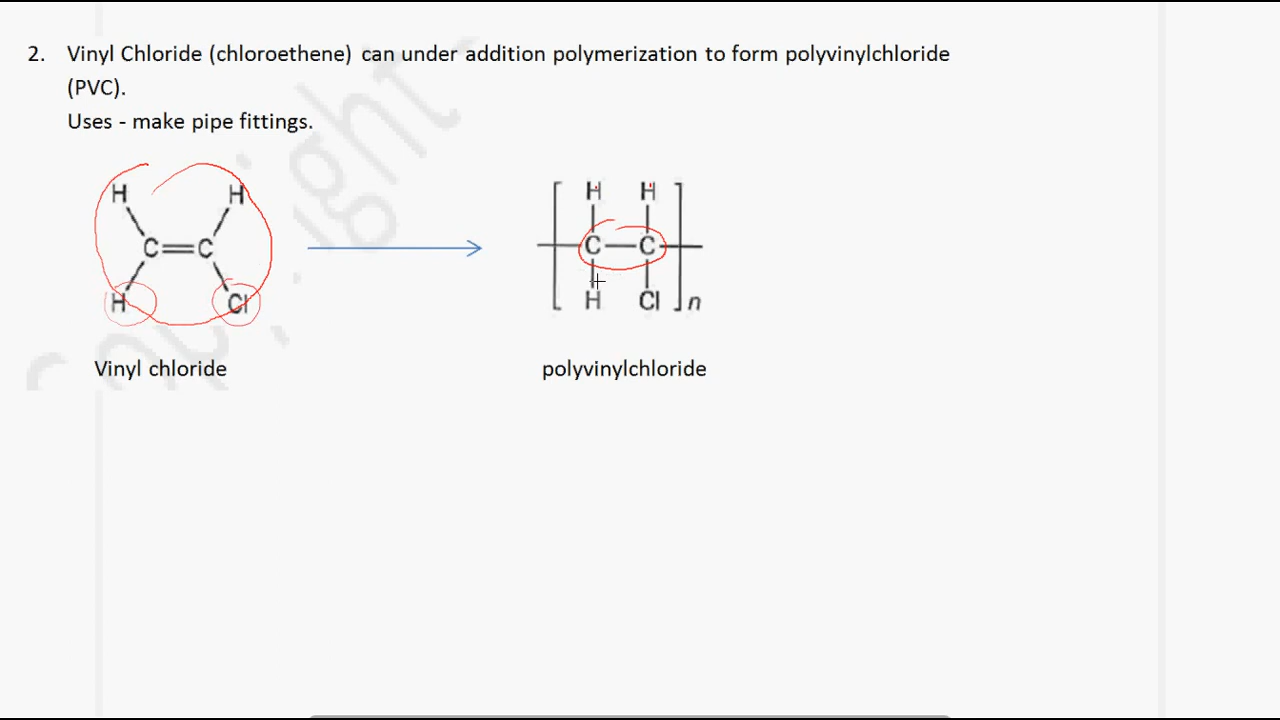 2. Vinyl Chloride (chloroethene) can under addition polymerization to form polyvinylchloride
(PVC).
Uses - make pipe fittings.
H H H H
C=C C—C
H Cl H Cl n
Vinyl chloride polyvinylchloride